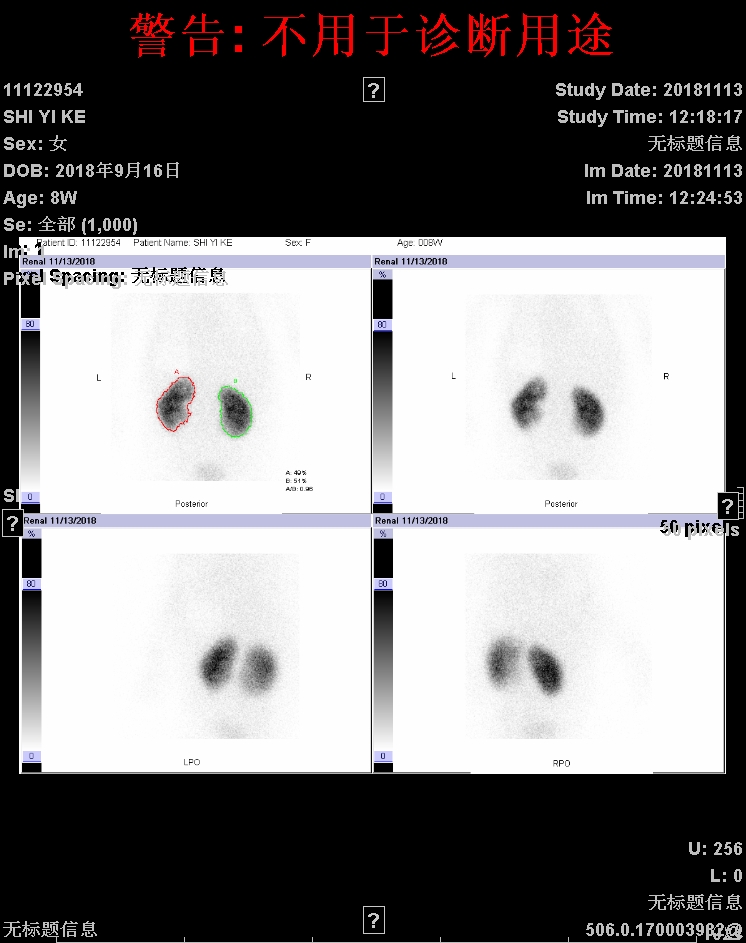 警告: 不用于诊断用途
11122954
SHI YI KE
Sex: 女
DOB: 2018年9月16日
Age: 8W
Se: 全部 (1,000)
Im: 1
Pixel Spacing: 无标题信息
?
Study Date: 20181113
Study Time: 12:18:17
无标题信息
Im Date: 20181113
Im Time: 12:24:53
Patient ID: 11122954 Patient Name: SHI YI KE Sex: F Age: 008W
Renal 11/13/2018
%
80
0
L
A
B
R
A: 49%
B: 51%
A/B: 0.96
Posterior
Renal 11/13/2018
%
80
0
L
R
Posterior
?
?
50 pixels
Renal 11/13/2018
%
80
0
LPO
Renal 11/13/2018
%
80
0
RPO
U: 256
L: 0
无标题信息
无标题信息
?